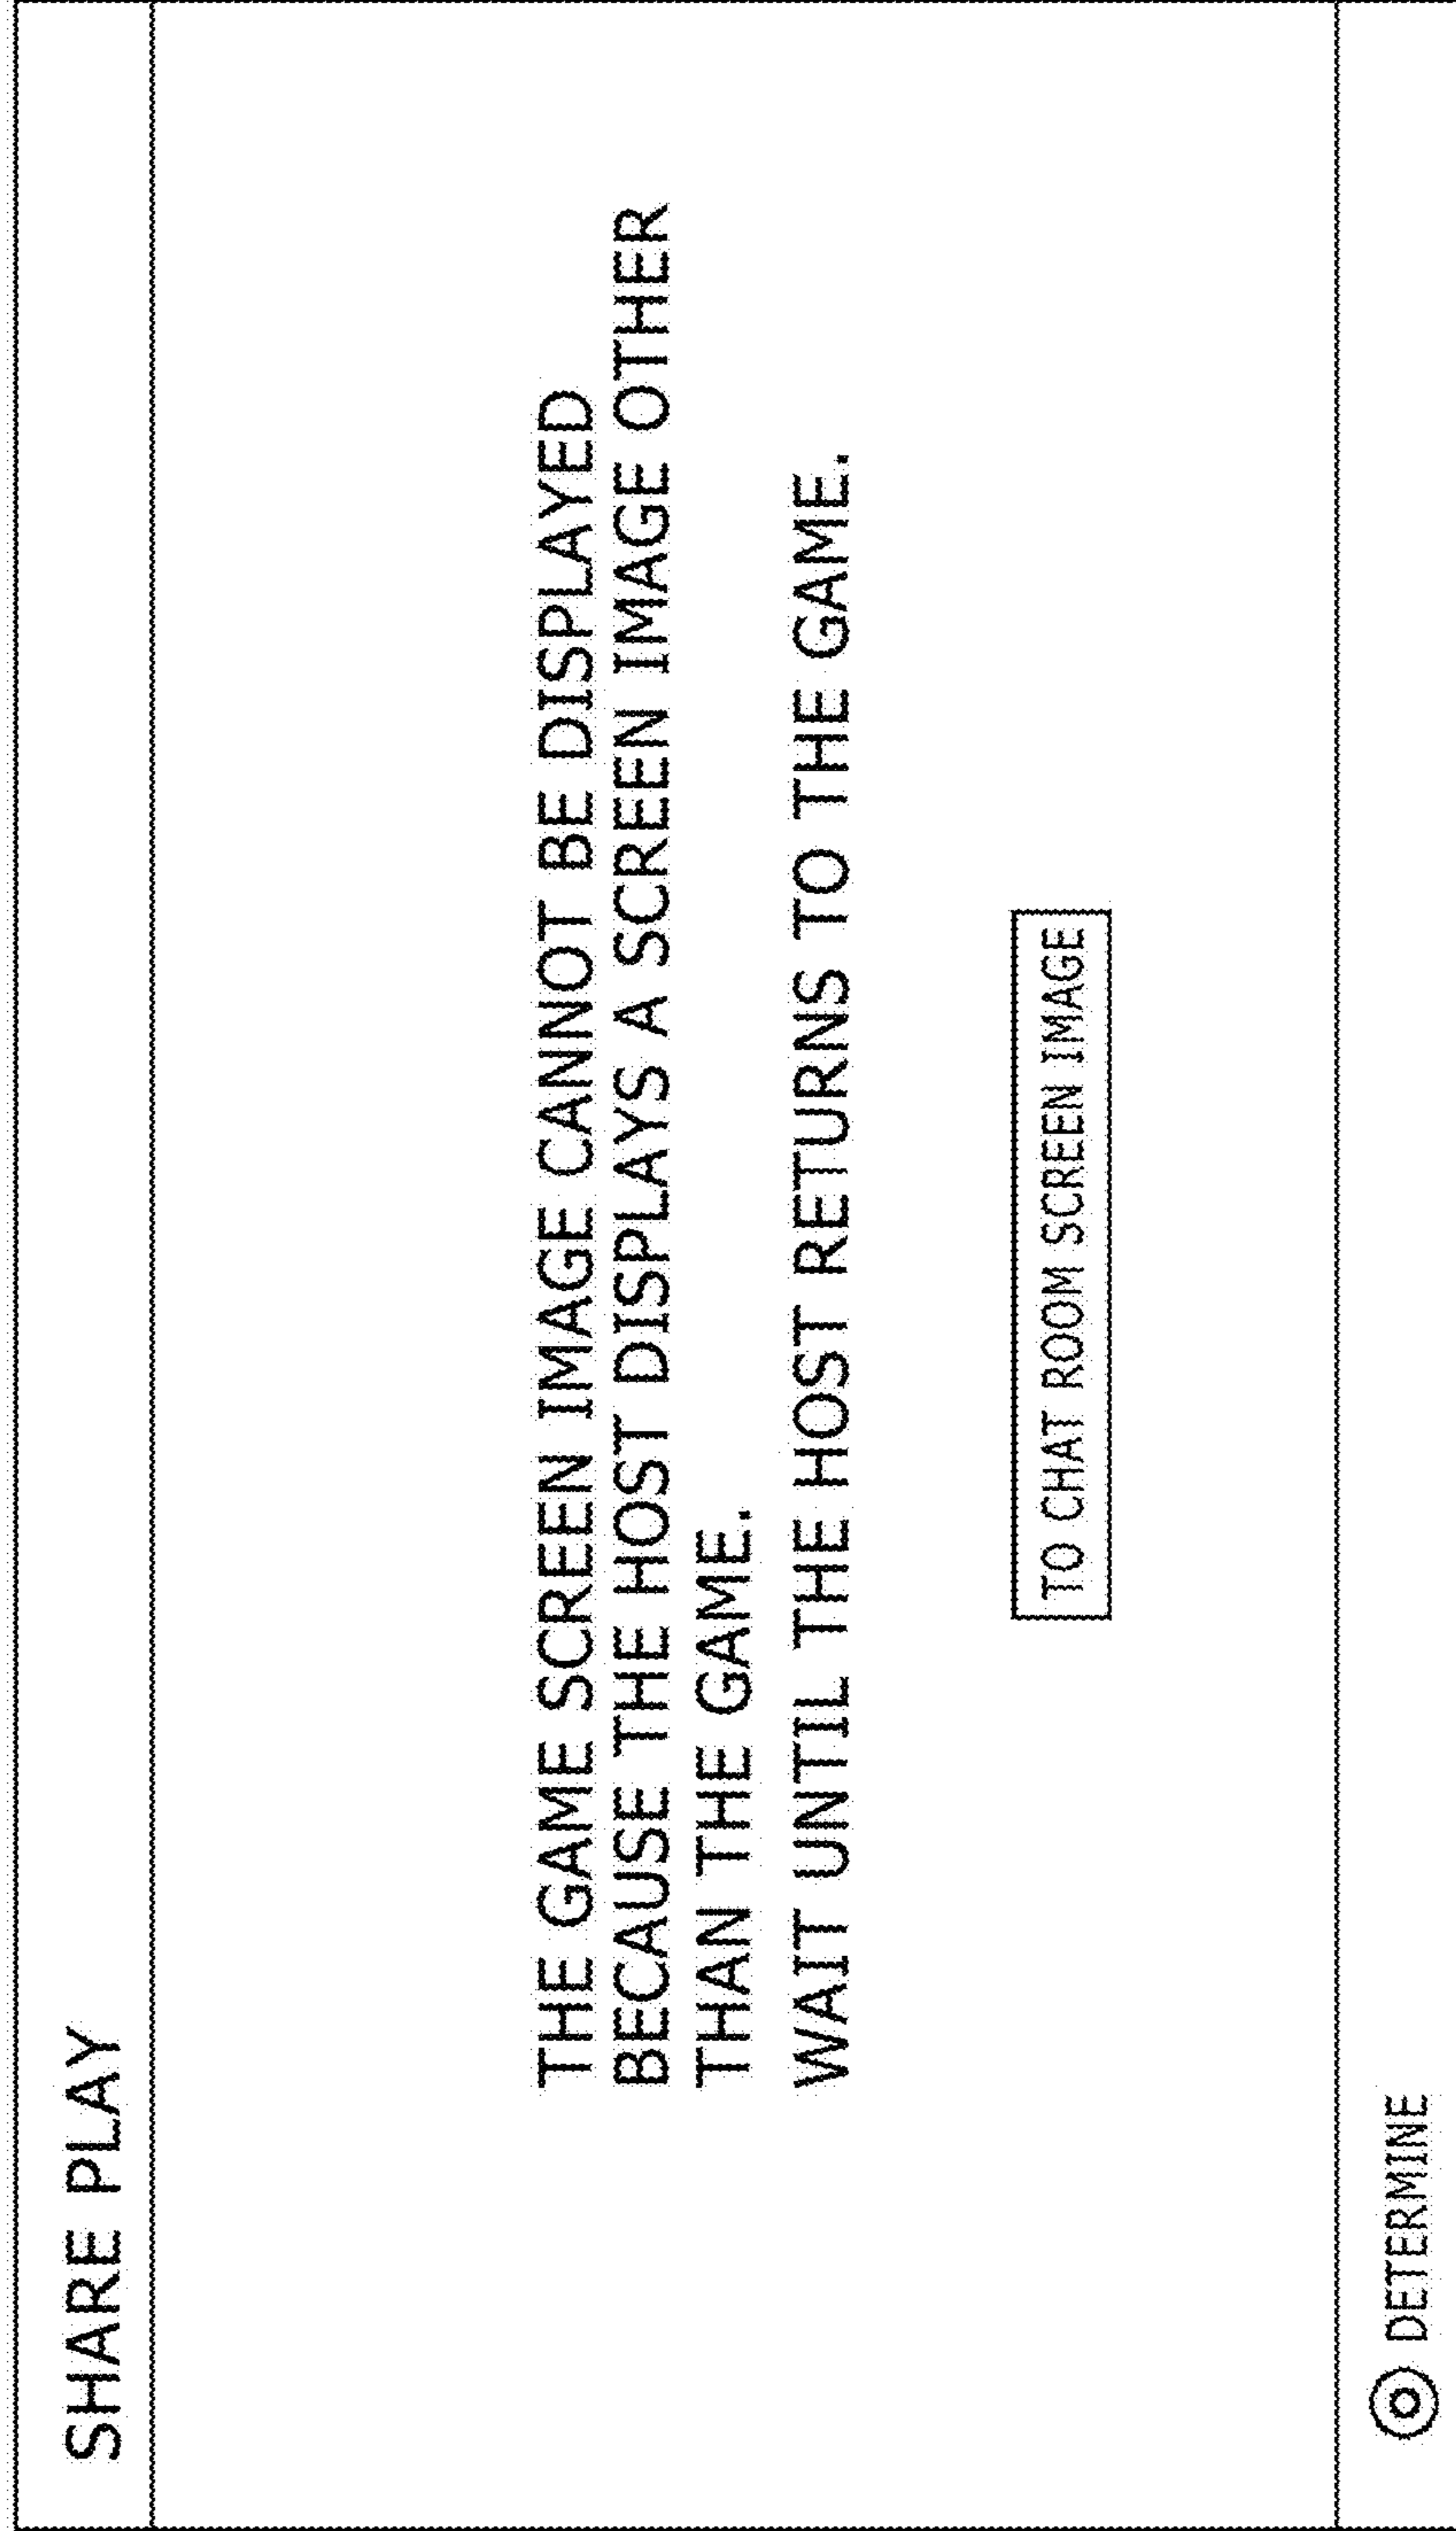 SHARE PLAY
THE GAME SCREEN IMAGE CANNOT BE DISPLAYED
BECAUSE THE HOST DISPLAYS A SCREEN IMAGE OTHER
THAN THE GAME.
WAIT UNTIL THE HOST RETURNS TO THE GAME.
TO CHAT ROOM SCREEN IMAGE
DETERMINE